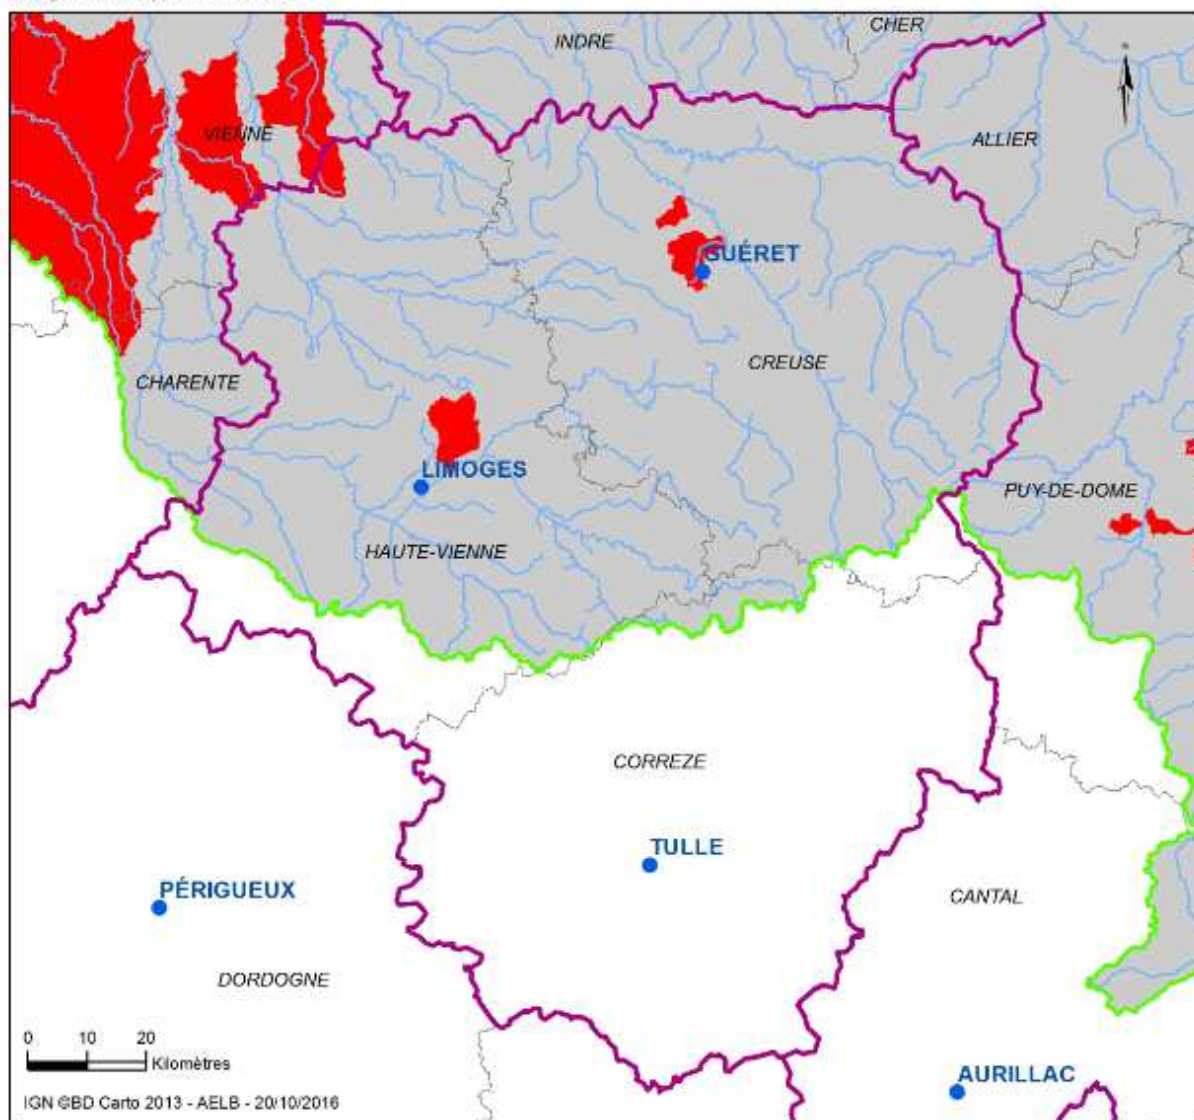 CHER
INDRE
VIENNE
ALLIER
GUÉRET
CREUSE
CHARENTE
LIMOGES
PUY-DE-DOME
HAUTE-VIENNE
CORREZE
TULLE
PÉRIGUEUX
CANTAL
DORDOGNE
0 10 20
Kilomètres
AURILLAC
IGN ©BD Carto 2013 - AELB - 20/10/2016